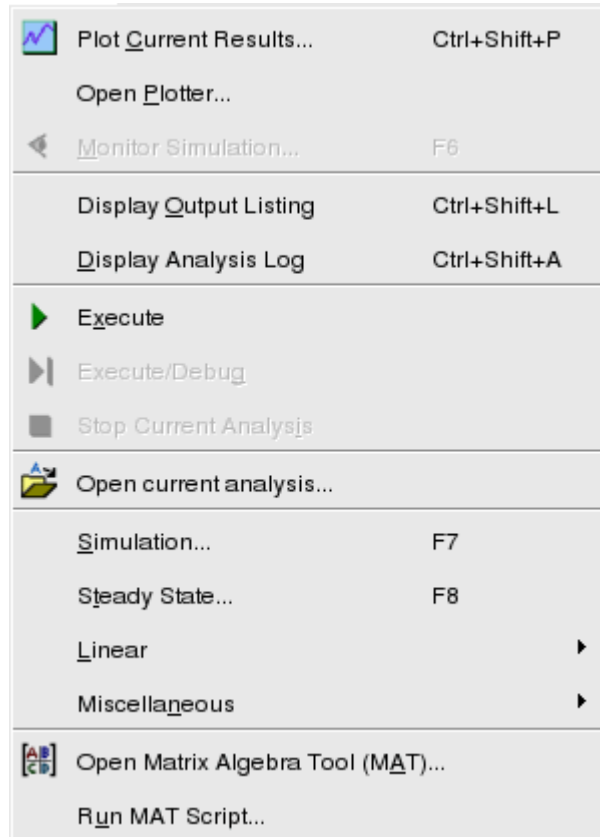 Plot Current Results... Ctrl+Shift+P
Open Plotter...
Monitor Simulation... F6
Display Output Listing Ctrl+Shift+L
Display Analysis Log Ctrl+Shift+A
Execute
Execute/Debug
Stop Current Analysis
Open current analysis...
Simulation... F7
Steady State... F8
Linear
Miscellaneous
AB
CD
Open Matrix Algebra Tool (MAT)...
Run MAT Script...